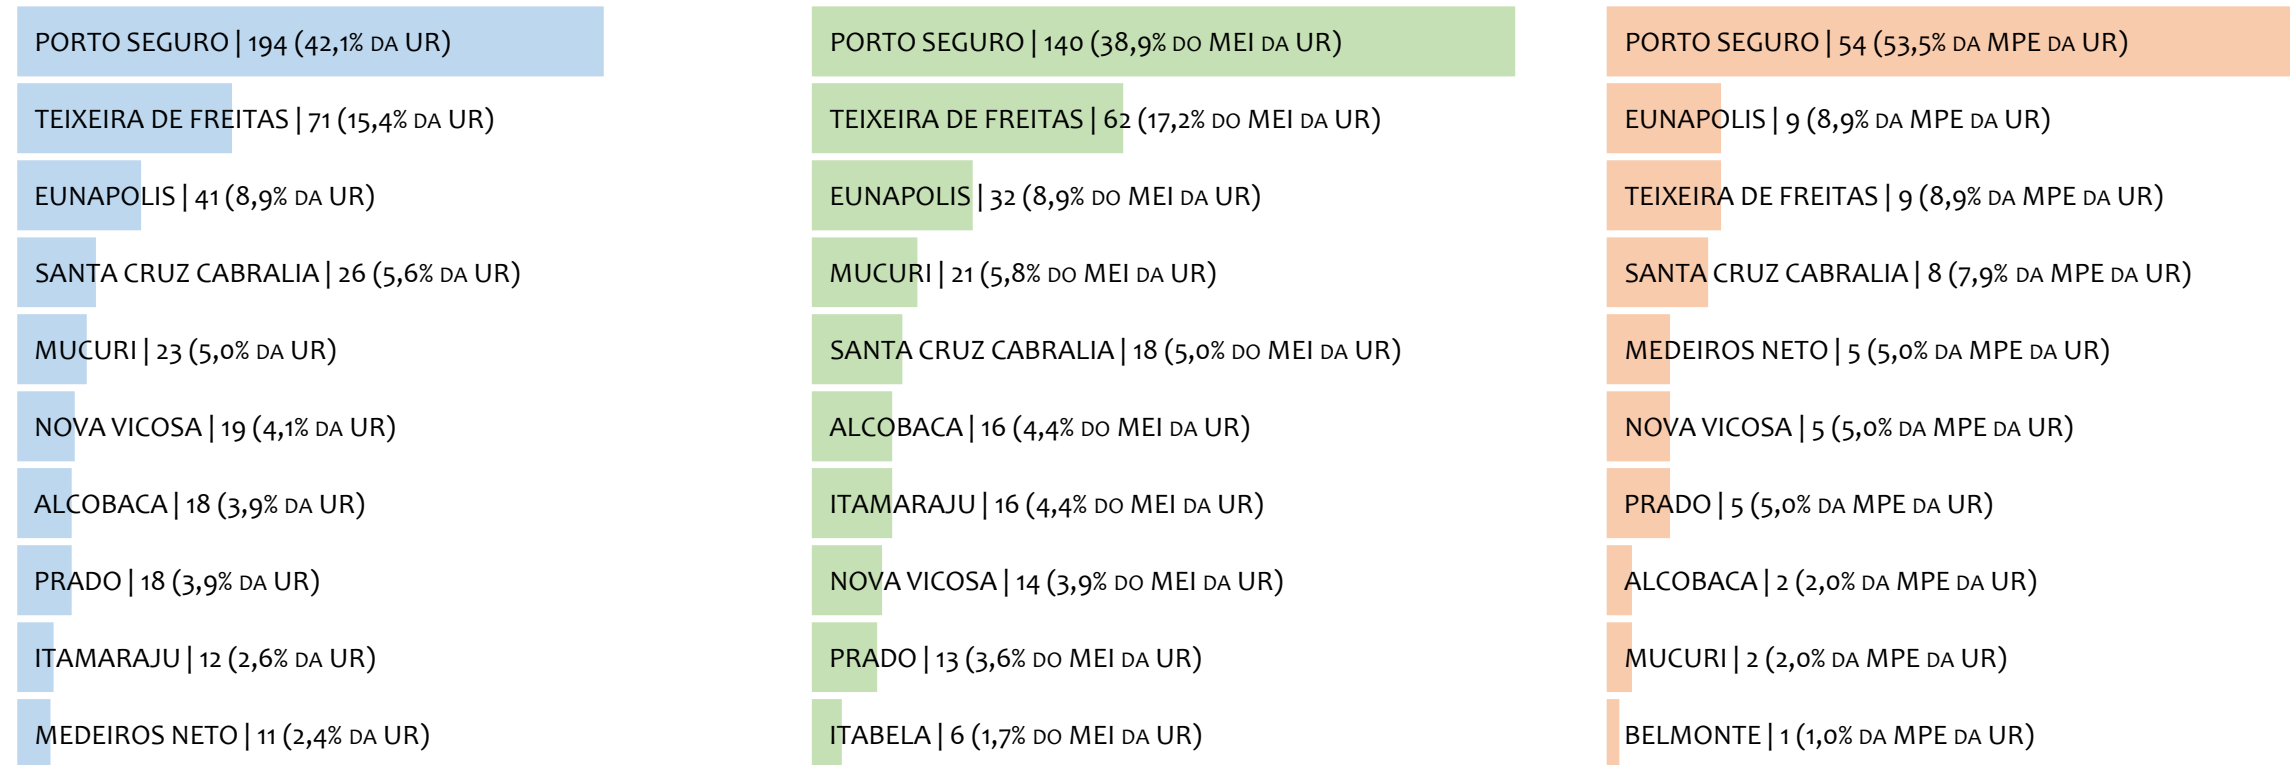 PORTO SEGURO | 194 (42,1% DA UR)
TEIXEIRA DE FREITAS | 71 (15,4% DA UR)
EUNAPOLIS | 41 (8,9% DA UR)
SANTA CRUZ CABRALIA | 26 (5,6% DA UR)
MUCURI | 23 (5,0% DA UR)
NOVA VICOSA | 19 (4,1% DA UR)
ALCOBACA | 18 (3,9% DA UR)
PRADO | 18 (3,9% DA UR)
ITAMARAJU | 12 (2,6% DA UR)
MEDEIROS NETO | 11 (2,4% DA UR)
PORTO SEGURO | 140 (38,9% DO MEI DA UR)
TEIXEIRA DE FREITAS | 62 (17,2% DO MEI DA UR)
EUNAPOLIS | 32 (8,9% DO MEI DA UR)
MUCURI | 21 (5,8% DO MEI DA UR)
SANTA CRUZ CABRALIA | 18 (5,0% DO MEI DA UR)
ALCOBACA | 16 (4,4% DO MEI DA UR)
ITAMARAJU | 16 (4,4% DO MEI DA UR)
NOVA VICOSA | 14 (3,9% DO MEI DA UR)
PRADO | 13 (3,6% DO MEI DA UR)
ITABELA | 6 (1,7% DO MEI DA UR)
PORTO SEGURO | 54 (53,5% DA MPE DA UR)
EUNAPOLIS | 9 (8,9% DA MPE DA UR)
TEIXEIRA DE FREITAS | 9 (8,9% DA MPE DA UR)
SANTA CRUZ CABRALIA | 8 (7,9% DA MPE DA UR)
MEDEIROS NETO | 5 (5,0% DA MPE DA UR)
NOVA VICOSA | 5 (5,0% DA MPE DA UR)
PRADO | 5 (5,0% DA MPE DA UR)
ALCOBACA | 2 (2,0% DA MPE DA UR)
MUCURI | 2 (2,0% DA MPE DA UR)
BELMONTE | 1 (1,0% DA MPE DA UR)